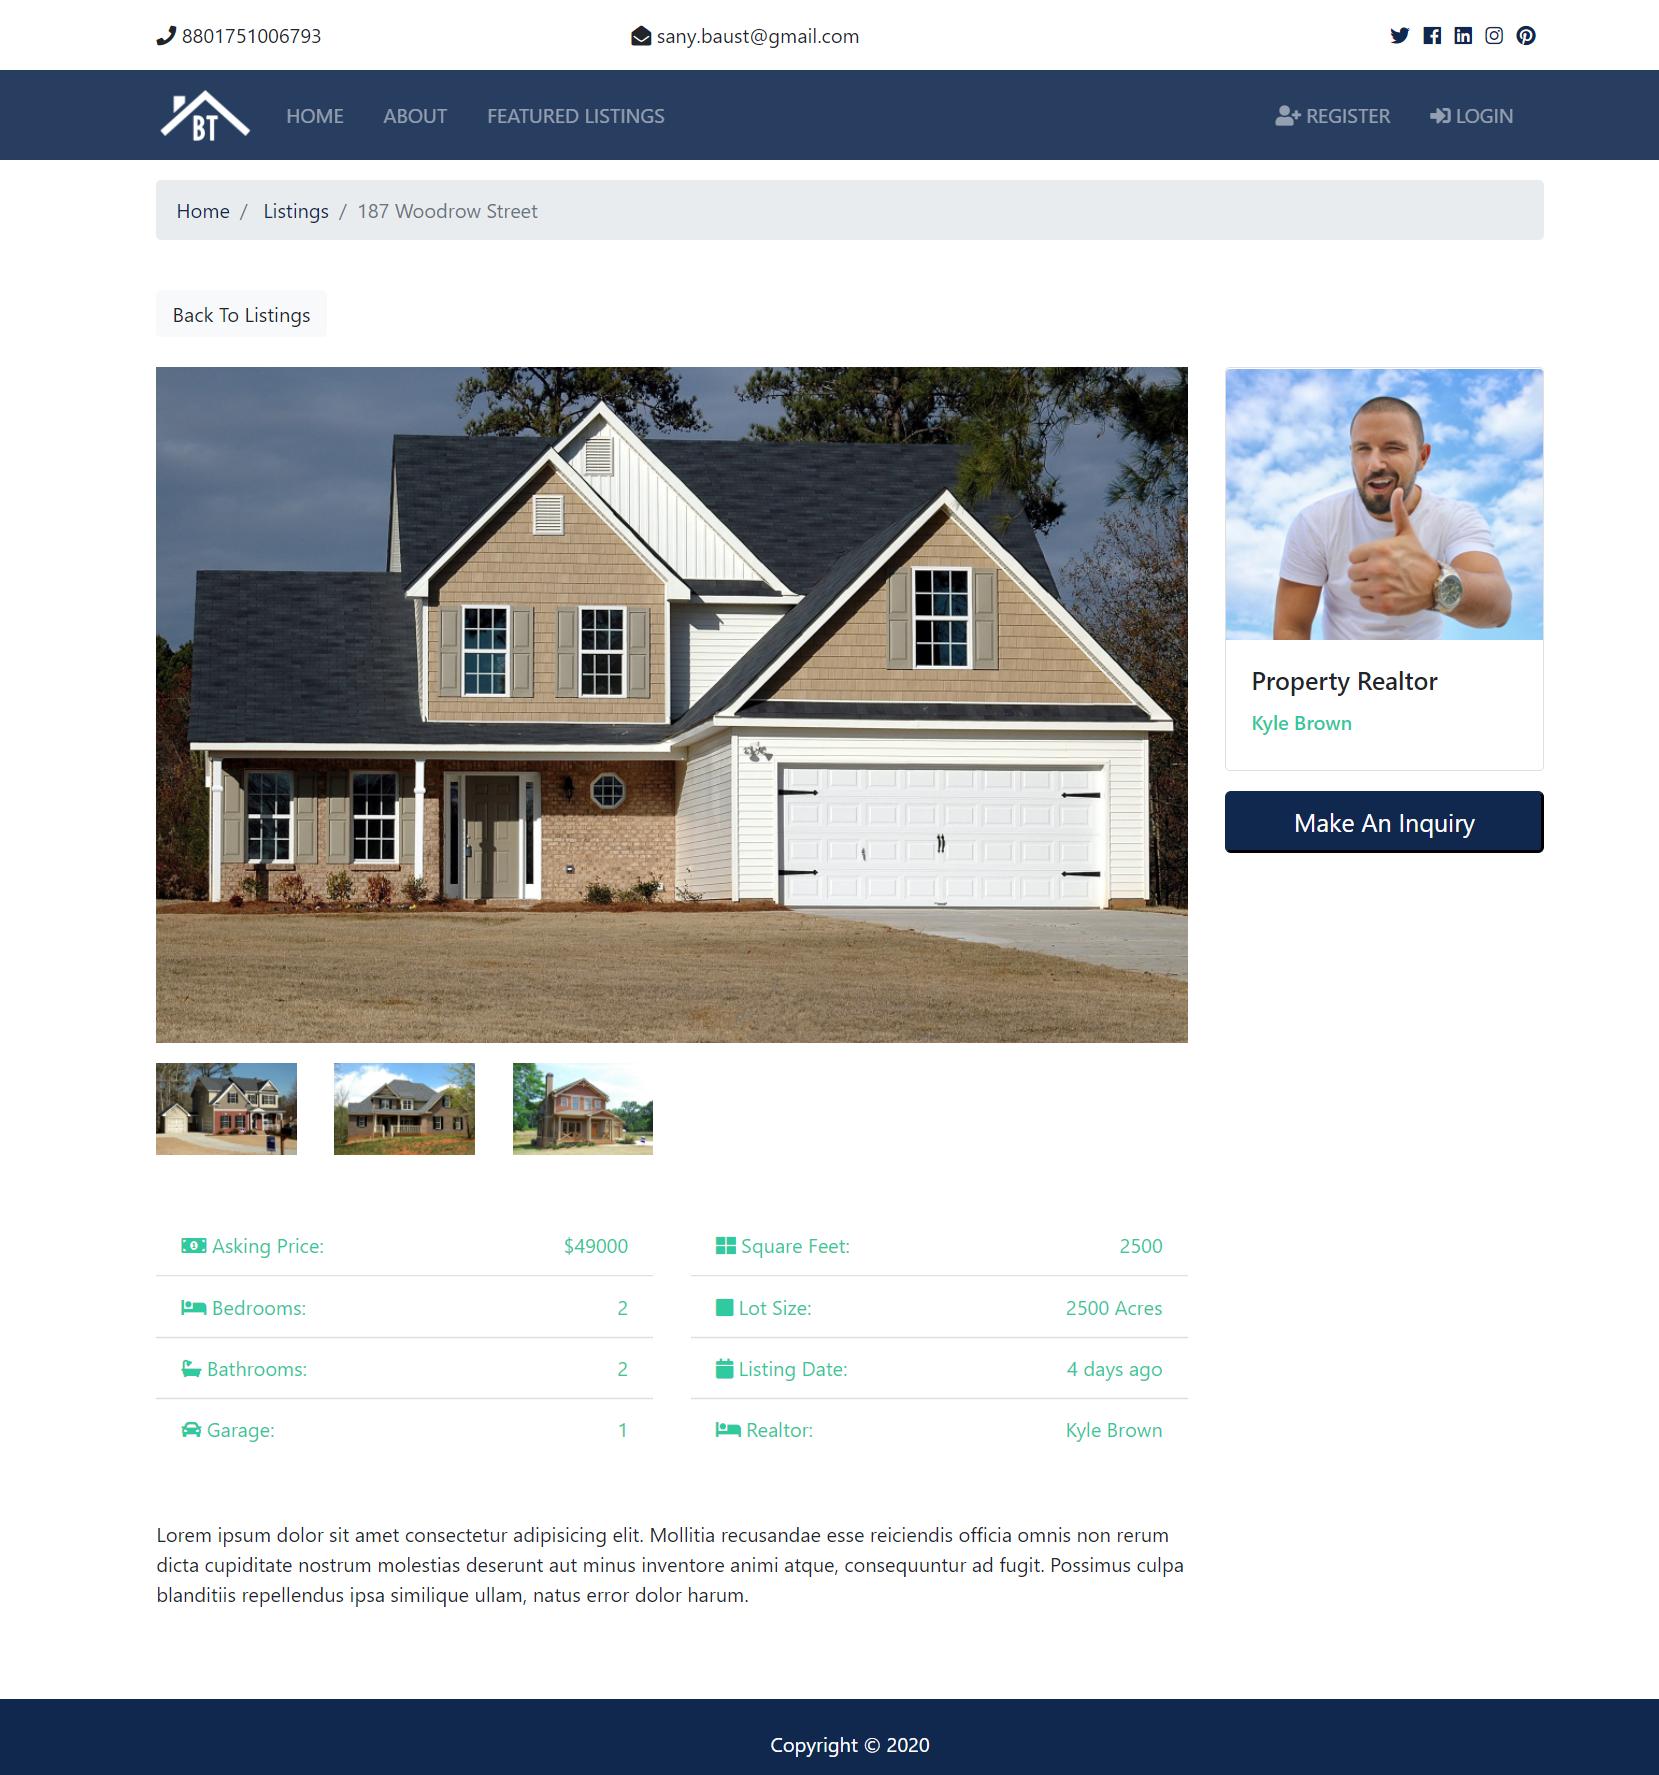 8801751006793
sany.baust@gmail.com
BT
HOME
ABOUT
FEATURED LISTINGS
REGISTER
LOGIN
Home / Listings / 187 Woodrow Street
Back To Listings
Property Realtor
Kyle Brown
Make An Inquiry
Asking Price: $49000
Square Feet: 2500
Bedrooms: 2
Lot Size: 2500 Acres
Bathrooms: 2
Listing Date: 4 days ago
Garage: 1
Realtor: Kyle Brown
Lorem ipsum dolor sit amet consectetur adipisicing elit. Mollitia recusandae esse reiciendis officia omnis non rerum
dicta cupiditate nostrum molestias deserunt aut minus inventore animi atque, consequuntur ad fugit. Possimus culpa
blanditiis repellendus ipsa similique ullam, natus error dolor harum.
Copyright © 2020